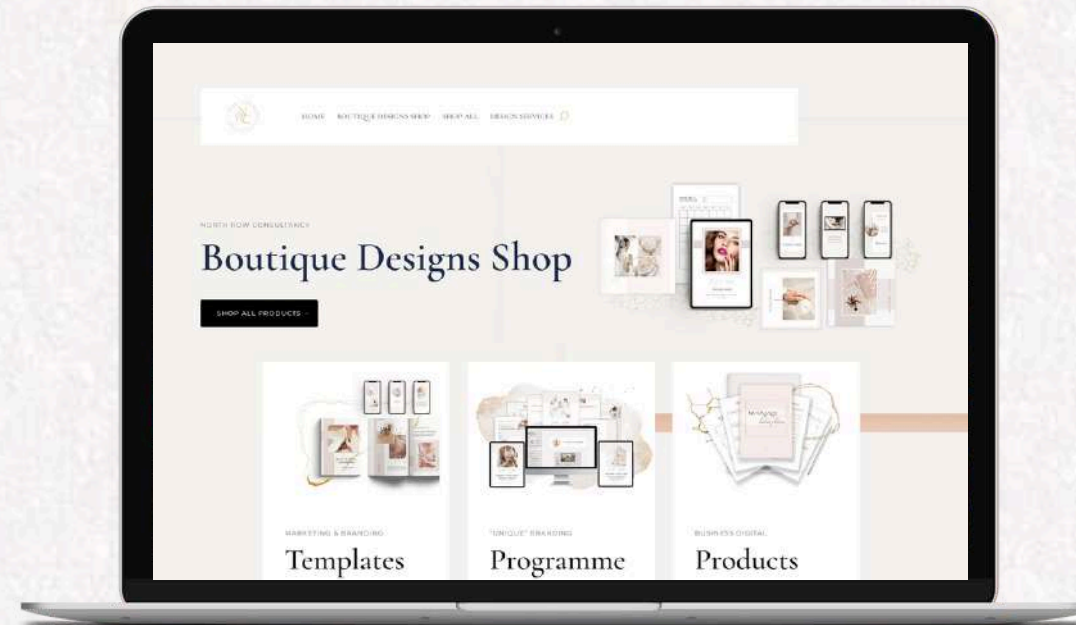 HOME BOUTIQUE DESIGNS SHOP SHOP ALL DESIGN SERVICES
NORTH ROW CONSULTANCY
Boutique Designs Shop
SHOP ALL PRODUCTS
MARKETING & BRANDING
Templates
"UNIQUE" BRANDING
Programme
BUSINESS DIGITAL
Products